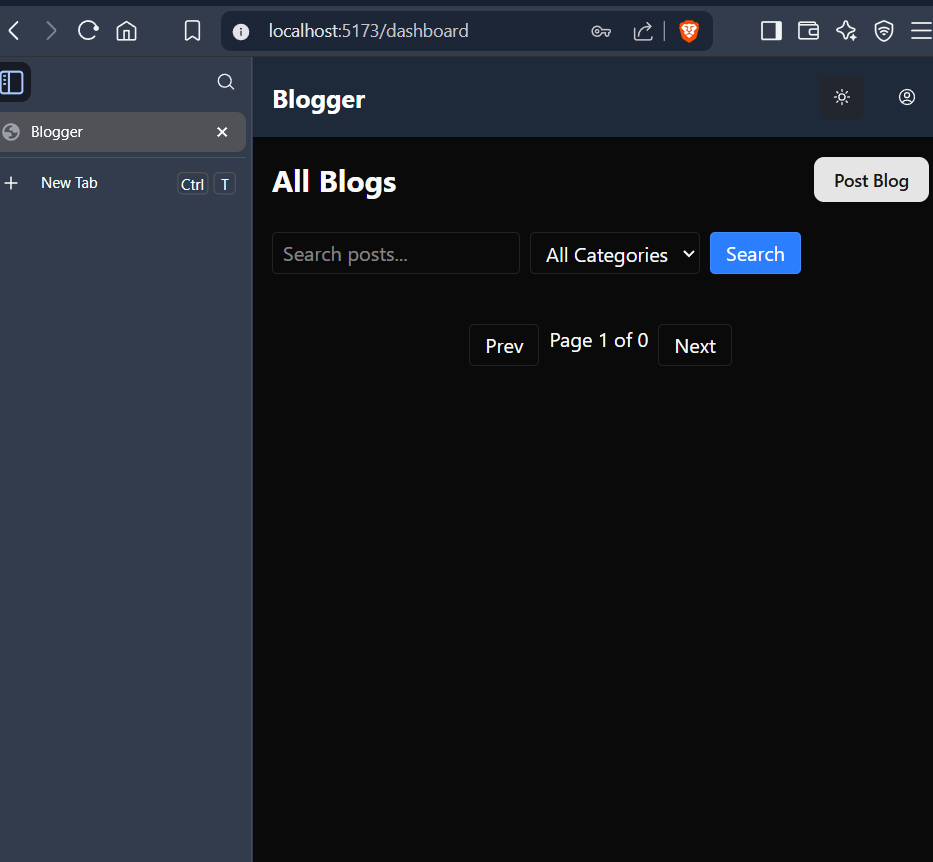 localhost:5173/dashboard
Blogger
New Tab Ctrl T
Blogger
All Blogs
Post Blog
Search posts...
All Categories
Search
Prev
Page 1 of 0
Next